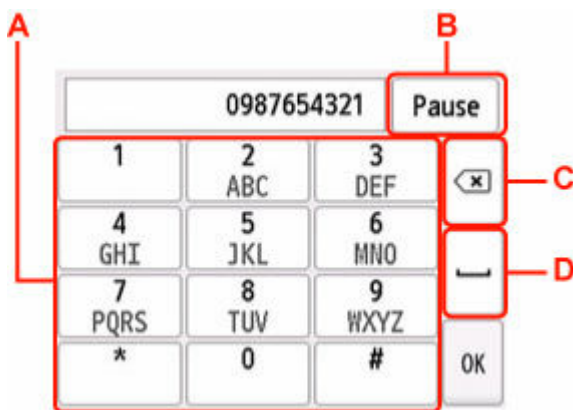 A
B
0987654321 Pause
1 2 3
ABC DEF
C
4 5 6
GHI JKL MNO
D
7 8 9
PQRS TUV WXYZ
* 0 # OK